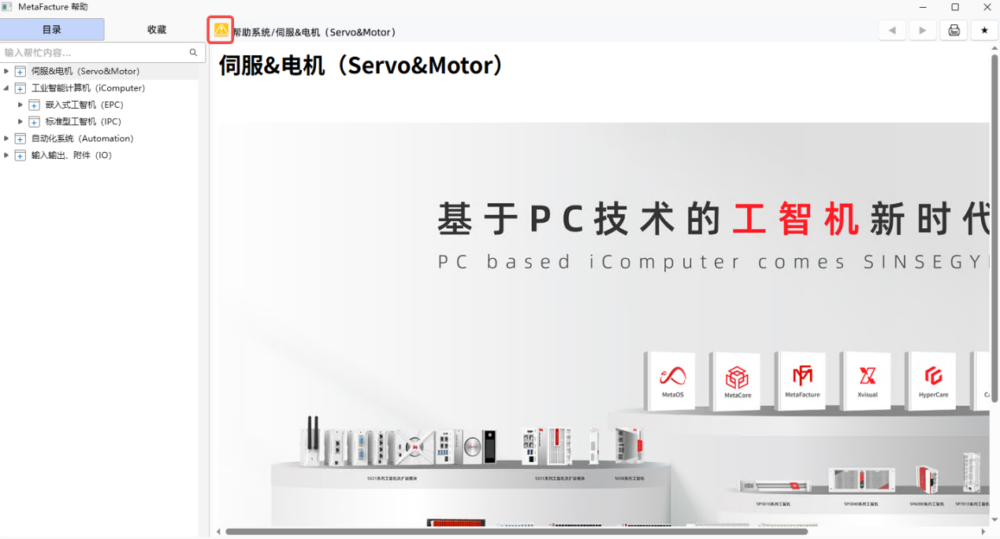 MetaFacture 帮助
目录
收藏
帮助系统/伺服&电机（Servo&Motor）
输入帮忙内容...
伺服&电机（Servo&Motor）
工业智能计算机（iComputer）
嵌入式工智机（EPC）
标准型工智机（IPC）
自动化系统（Automation）
输入输出、附件（IO）
伺服&电机（Servo&Motor）
基于PC技术的工智机新时代
PC based iComputer comes SINSEGY
MetaOS
MetaCore
MetaFacture
Xvisual
HyperCare
SX21系列工智机及扩展模块
SX51系列工智机及扩展模块
SX58系列工智机
SP5010系列工智机
SP5040系列工智机
SP6000系列工智机
SP7010系列工智机